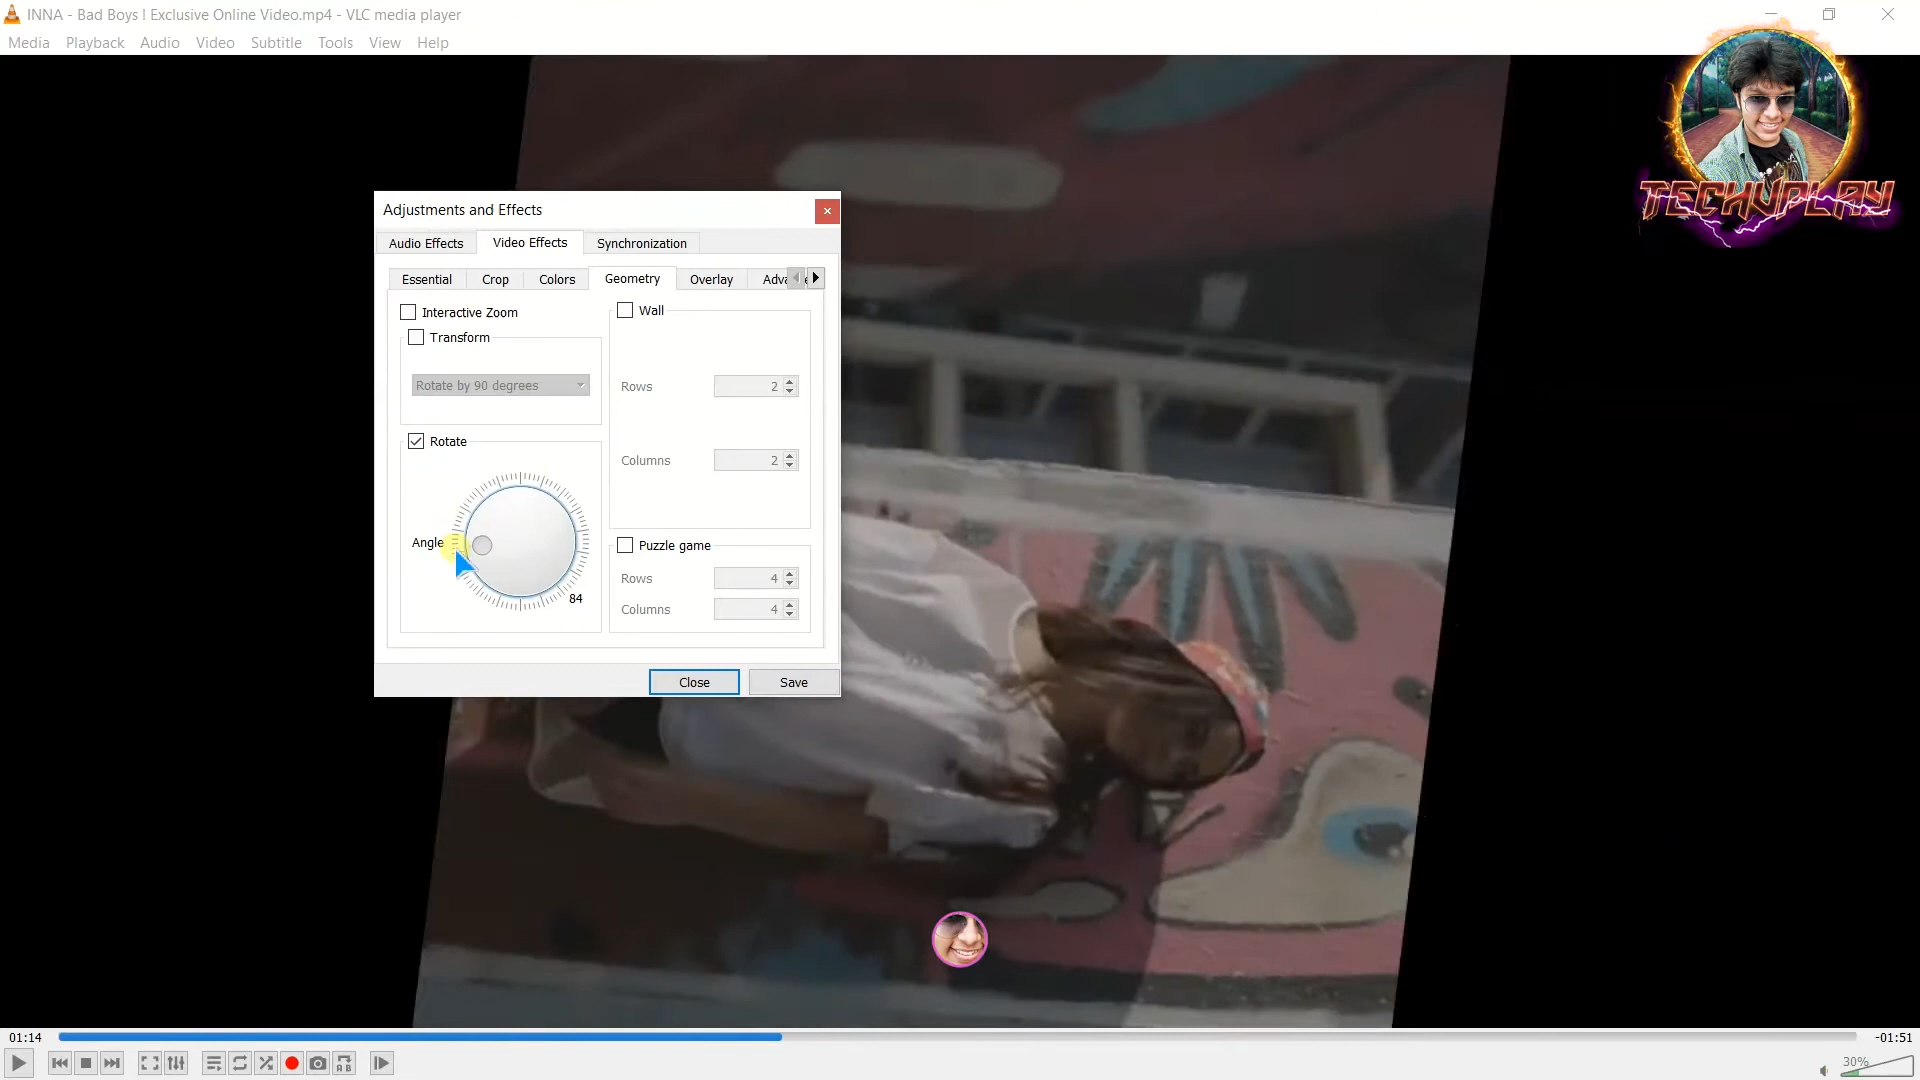 INNA - Bad Boys ! Exclusive Online Video.mp4 - VLC media player
Media Playback Audio Video Subtitle Tools View Help
TECHVPLAY
Adjustments and Effects
Audio Effects Video Effects Synchronization
Essential Crop Colors Geometry Overlay
Interactive Zoom
Transform
Rotate by 90 degrees
Rotate
Angle
84
Wall
Rows 2
Columns 2
Puzzle game
Rows 4
Columns 4
Close Save
01:14 -01:51
A B
30%